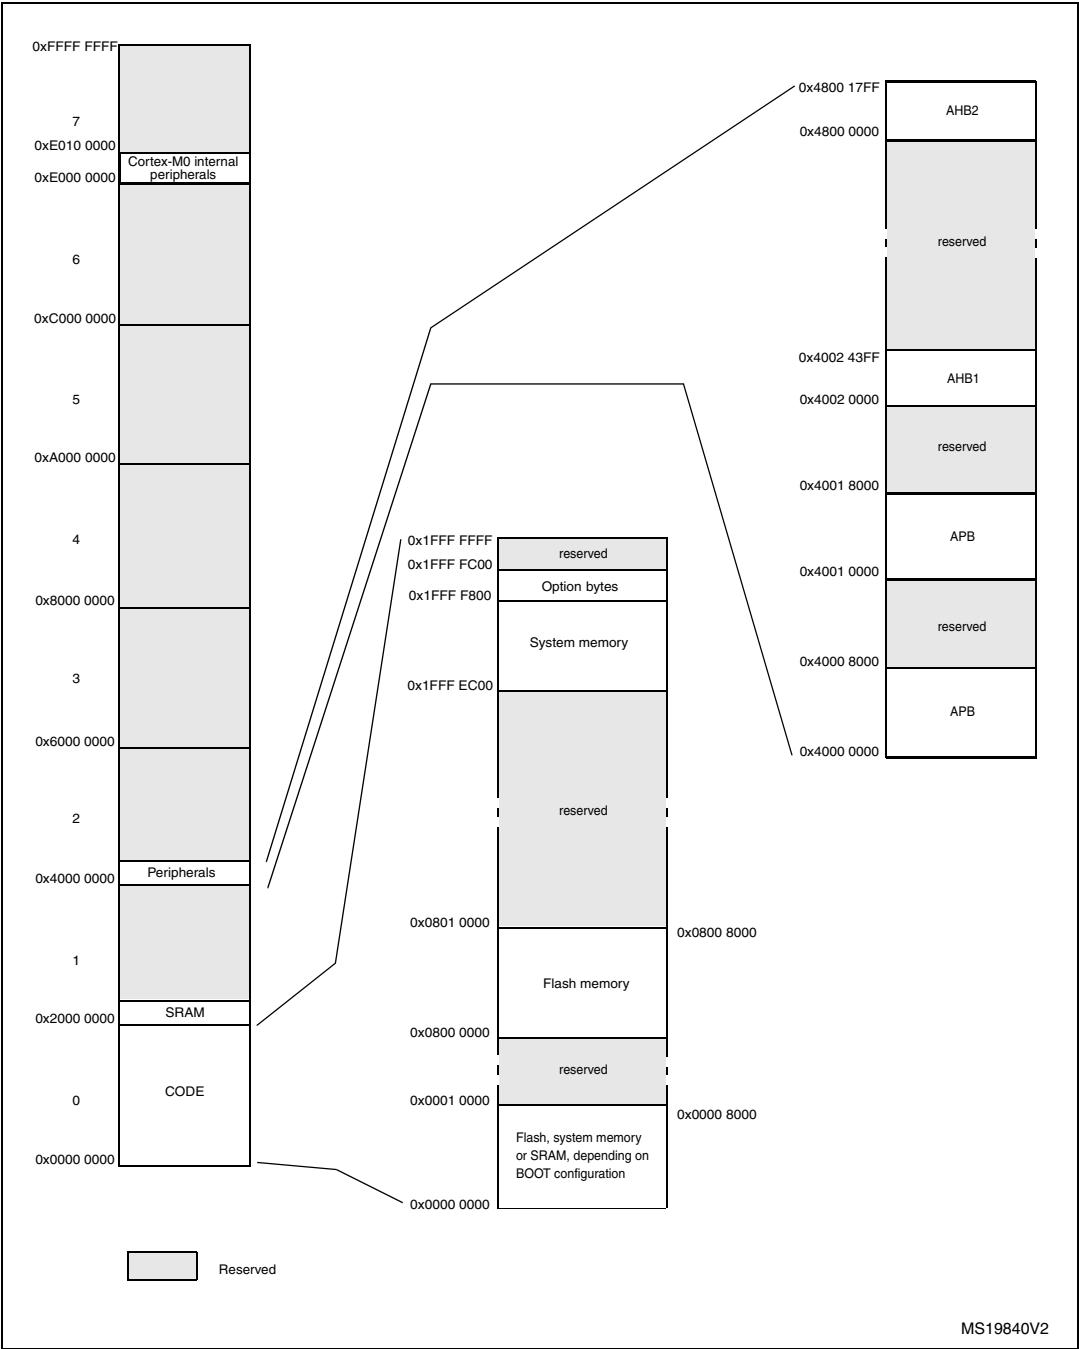 0xFFFF FFFF
7
0xE010 0000
Cortex-M0 internal
peripherals
0xE000 0000
6
0xC000 0000
5
0xA000 0000
4
0x8000 0000
3
0x6000 0000
2
Peripherals
0x4000 0000
1
SRAM
0x2000 0000
CODE
0
0x0000 0000
0x1FFF FFFF
reserved
0x1FFF FC00
Option bytes
0x1FFF F800
System memory
0x1FFF EC00
reserved
0x0801 0000
0x0800 8000
Flash memory
0x0800 0000
reserved
0x0001 0000
0x0000 8000
Flash, system memory
or SRAM, depending on
BOOT configuration
0x0000 0000
0x4800 17FF
AHB2
0x4800 0000
reserved
0x4002 43FF
AHB1
0x4002 0000
reserved
0x4001 8000
APB
0x4001 0000
reserved
0x4000 8000
APB
0x4000 0000
Reserved
MS19840V2